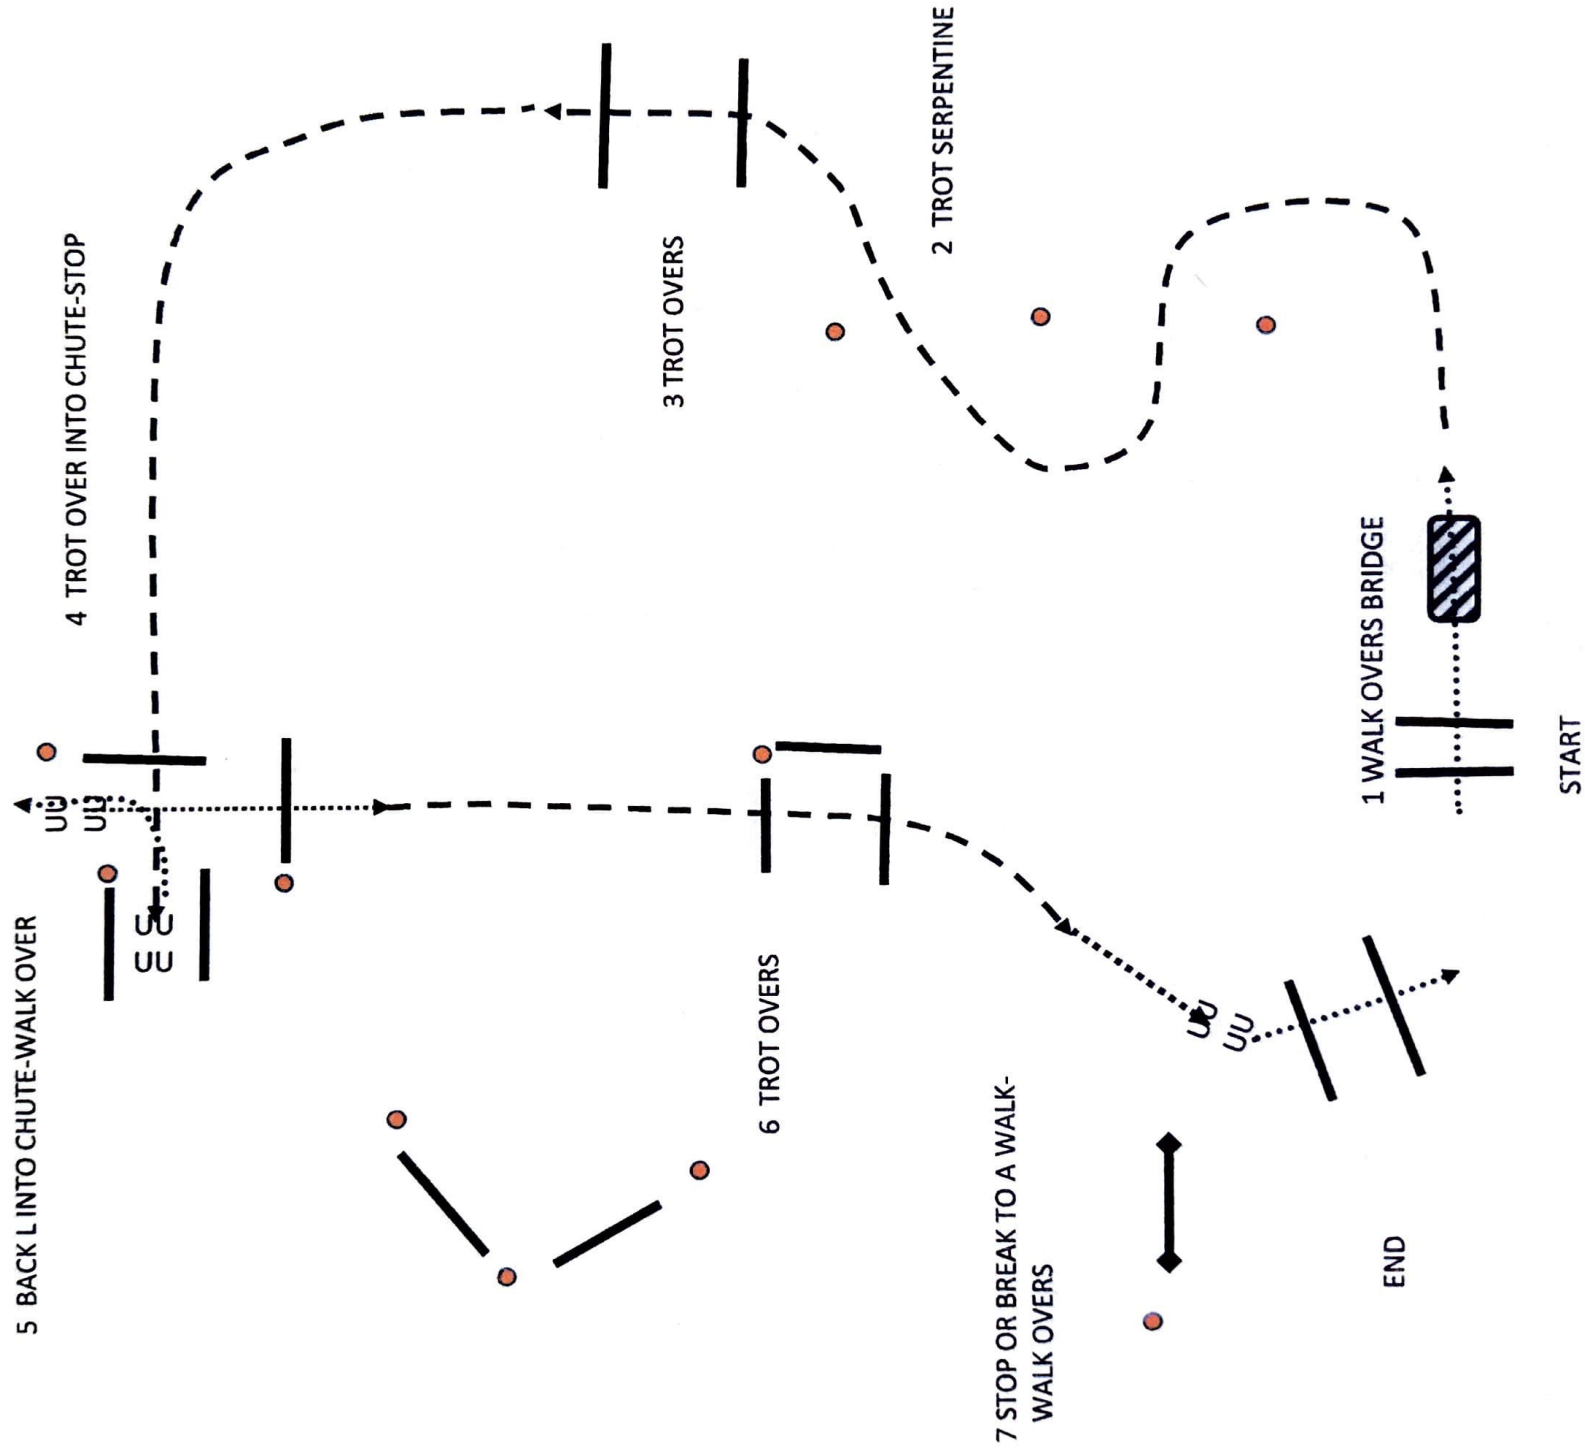 START
1 WALK OVERS BRIDGE
2 TROT SERPENTINE
3 TROT OVERS
4 TROT OVER INTO CHUTE-STOP
5 BACK L INTO CHUTE-WALK OVER
6 TROT OVERS
7 STOP OR BREAK TO A WALK-
WALK OVERS
END